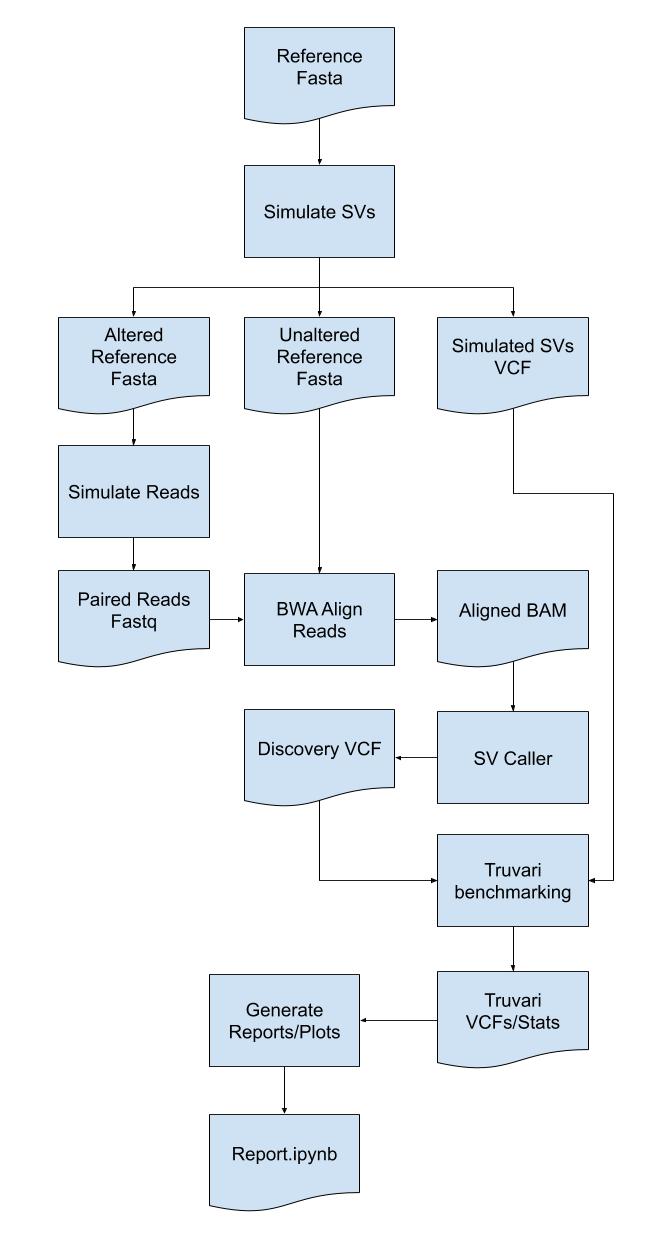 Reference
Fasta
Simulate SVs
Altered
Reference
Fasta
Unaltered
Reference
Fasta
Simulated SVs
VCF
Simulate Reads
Paired Reads
Fastq
BWA Align
Reads
Aligned BAM
Discovery VCF
SV Caller
Truvari
benchmarking
Generate
Reports/Plots
Truvari
VCFs/Stats
Report.ipynb